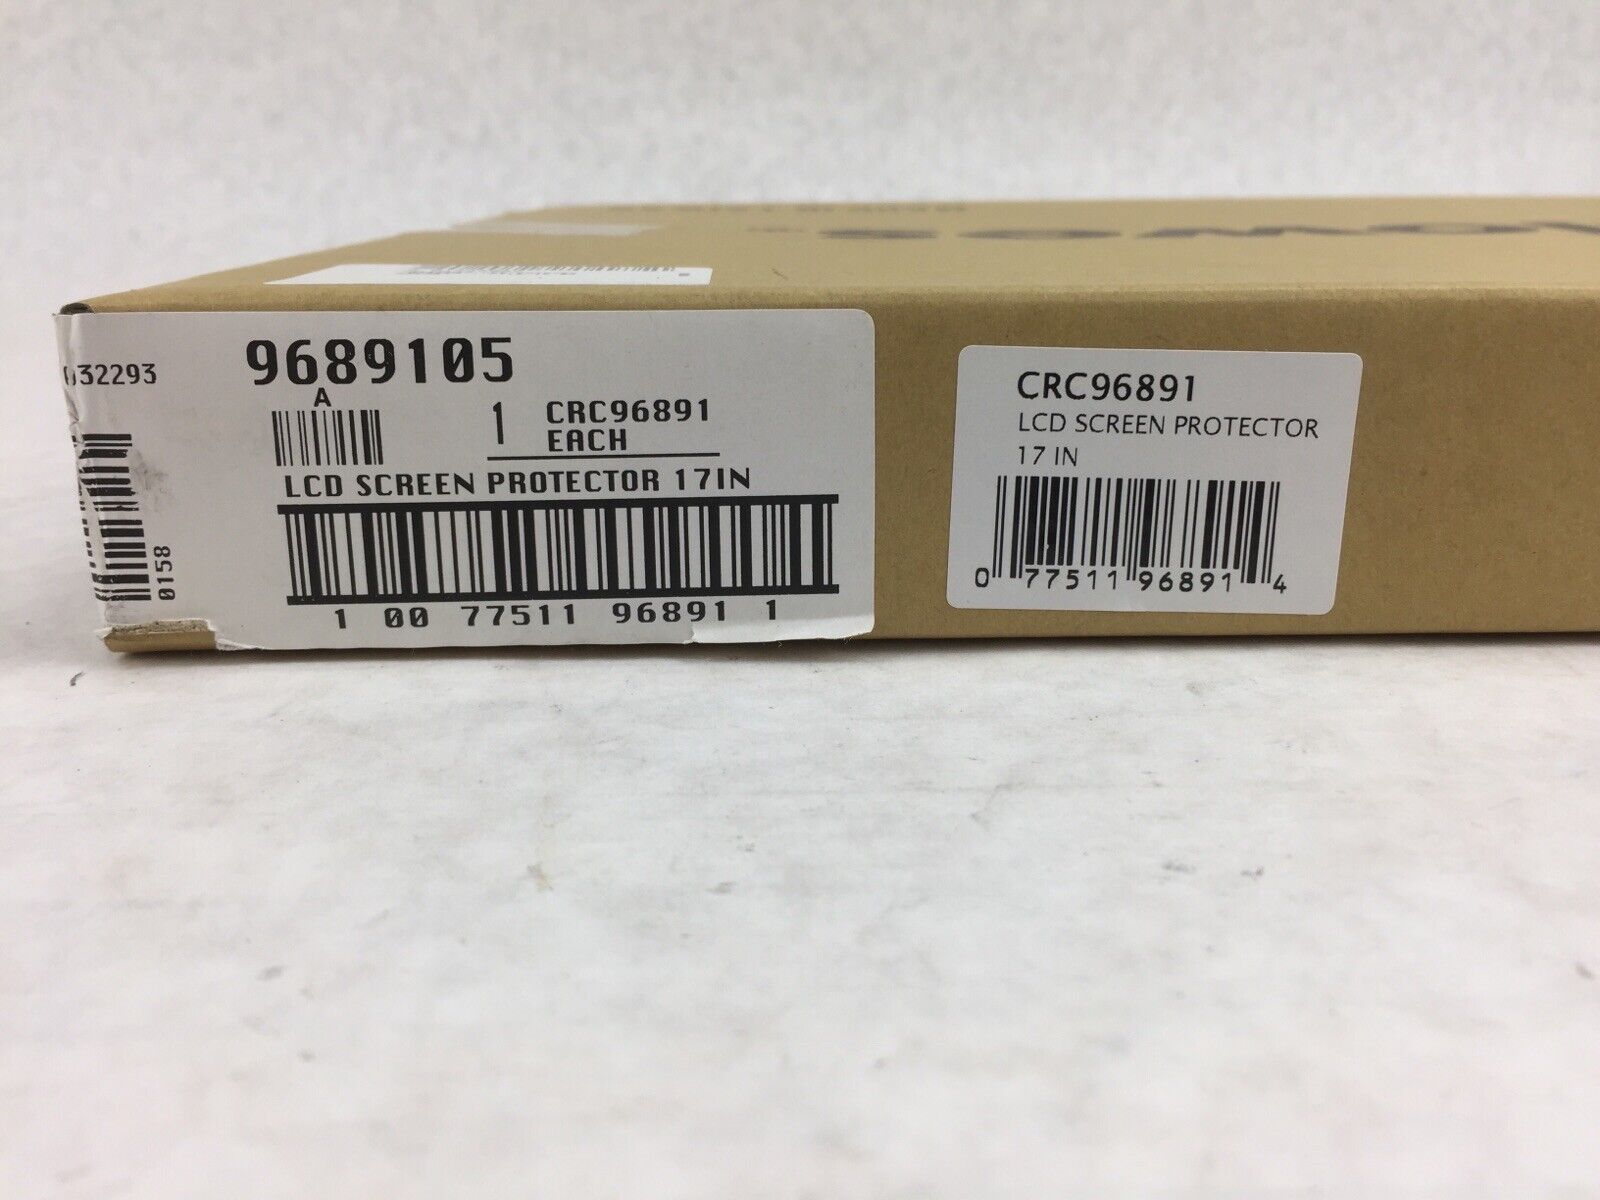 032293
9689105
A
1 CRC96891
EACH
LCD SCREEN PROTECTOR 17IN
0158
1 00 77511 96891 1
CRC96891
LCD SCREEN PROTECTOR
17 IN
0 77511 96891 4